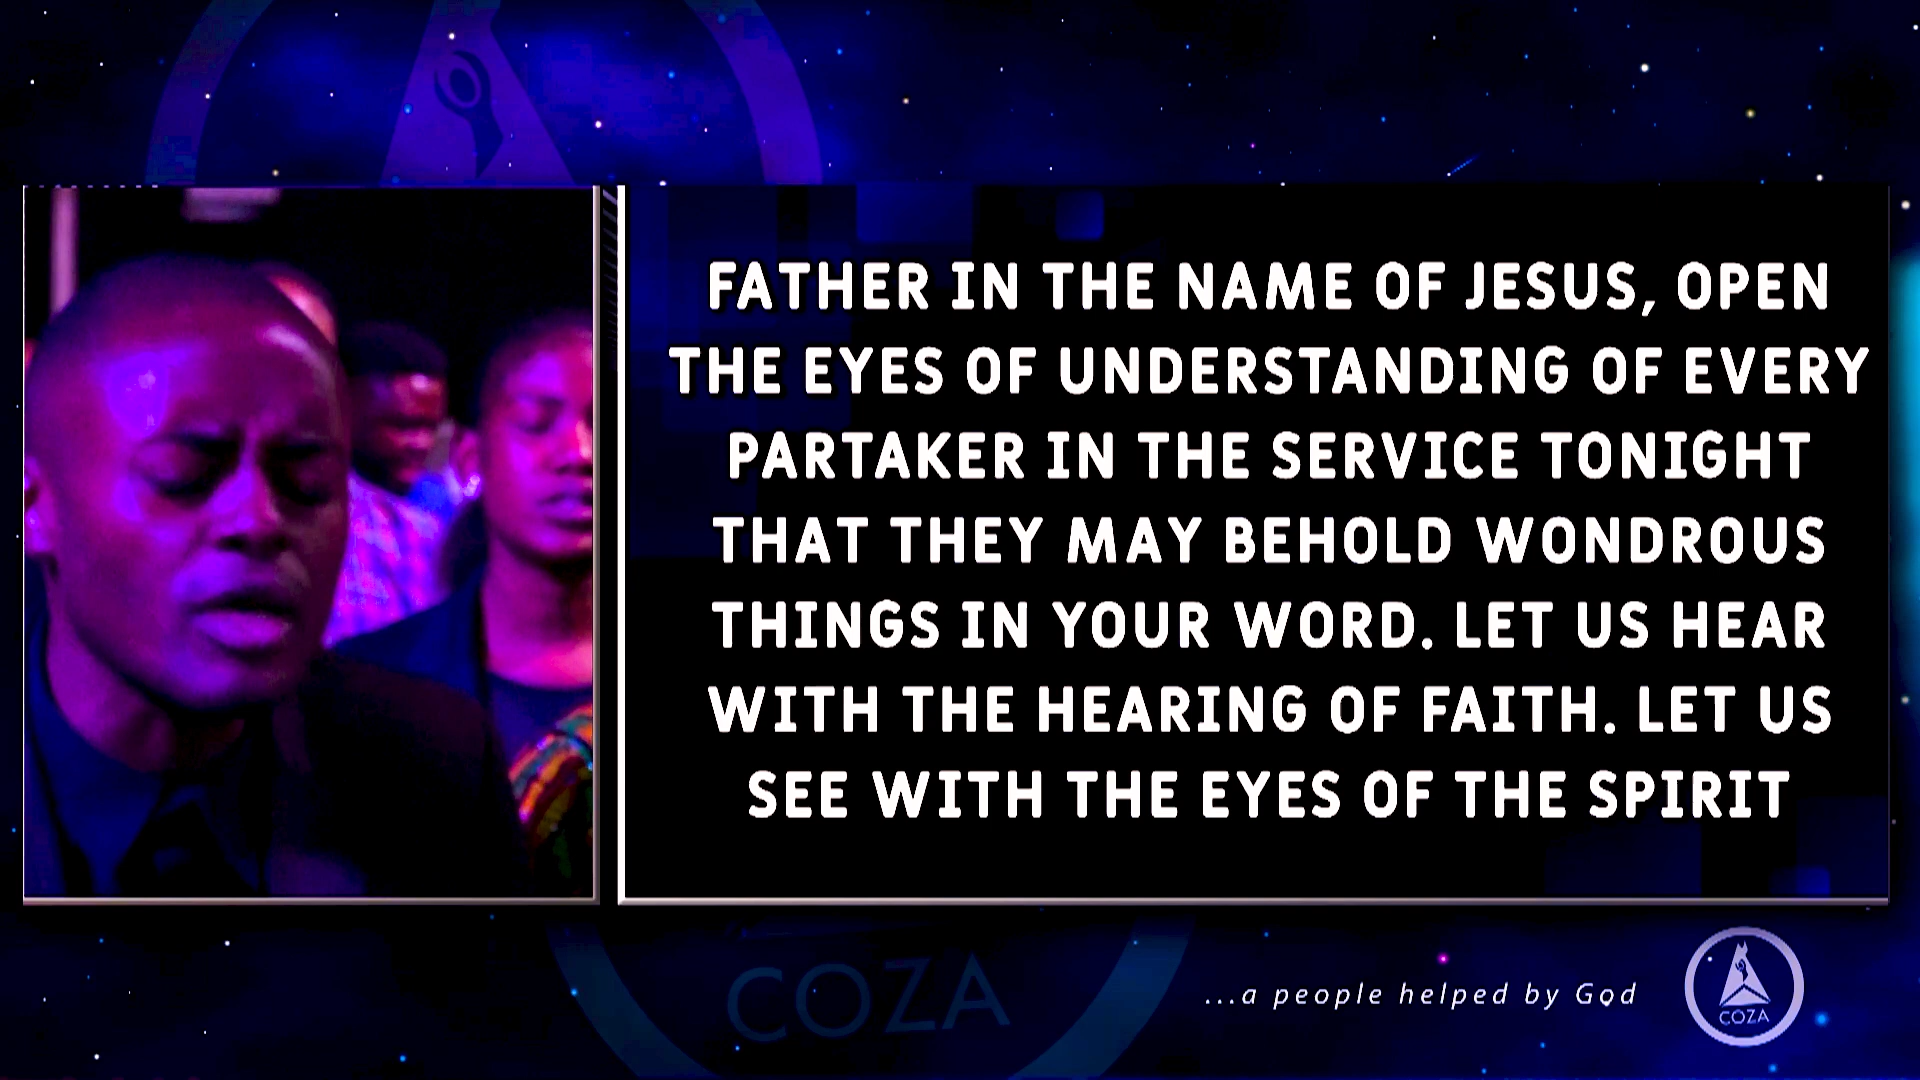 FATHER IN THE NAME OF JESUS, OPEN
THE EYES OF UNDERSTANDING OF EVERY
PARTAKER IN THE SERVICE TONIGHT
THAT THEY MAY BEHOLD WONDROUS
THINGS IN YOUR WORD. LET US HEAR
WITH THE HEARING OF FAITH. LET US
SEE WITH THE EYES OF THE SPIRIT
COZA
...a people helped by God
COZA